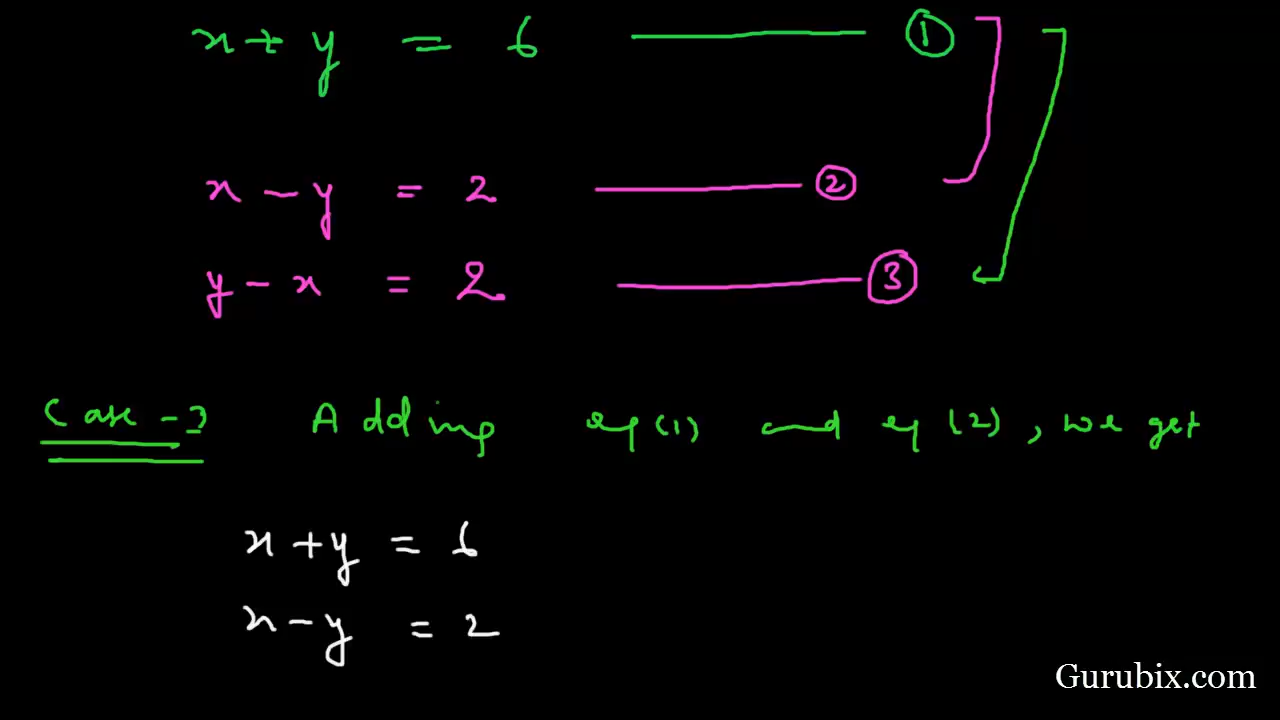 x + y = 6 ——— ①
x - y = 2 ——— ②
y - x = 2 ——— ③
Case - I Adding eq (1) and eq (2), we get
x + y = 6
x - y = 2
Gurubix.com